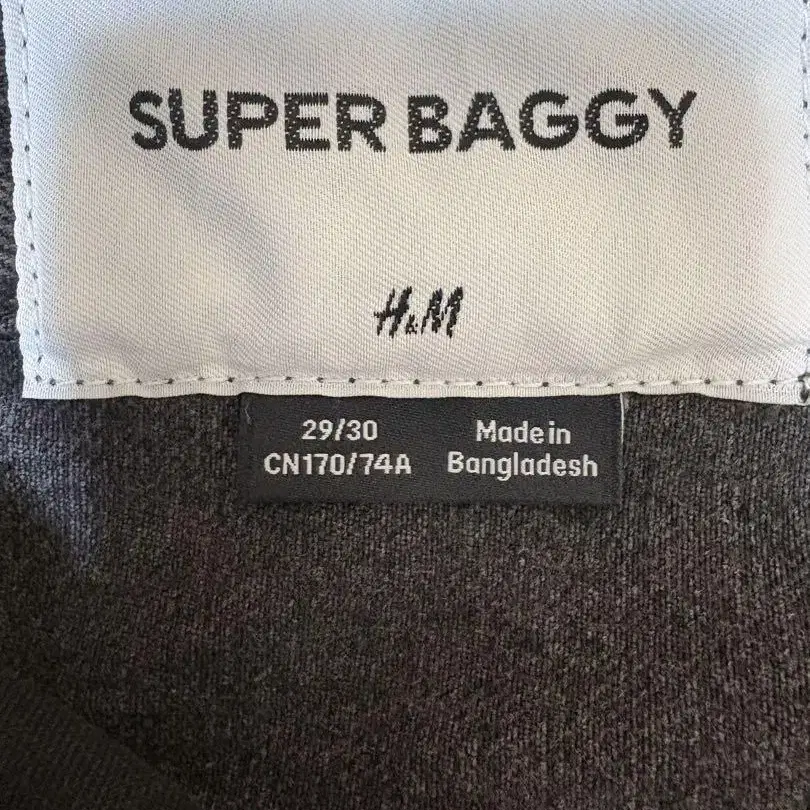 SUPER BAGGY
H&M
29/30
CN170/74A
Made in
Bangladesh